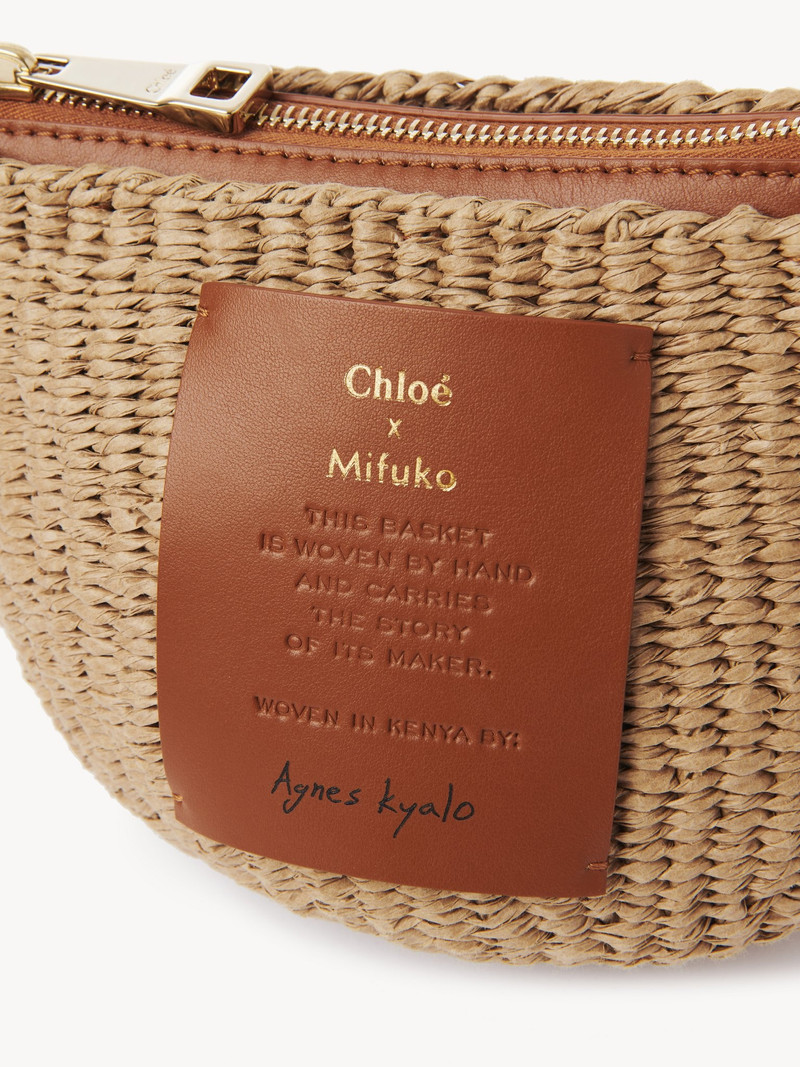 Chloé
Chloé
x
Mifuko
THIS BASKET
IS WOVEN BY HAND
AND CARRIES
THE STORY
OF ITS MAKER.
WOVEN IN KENYA BY:
Agnes Kyalo